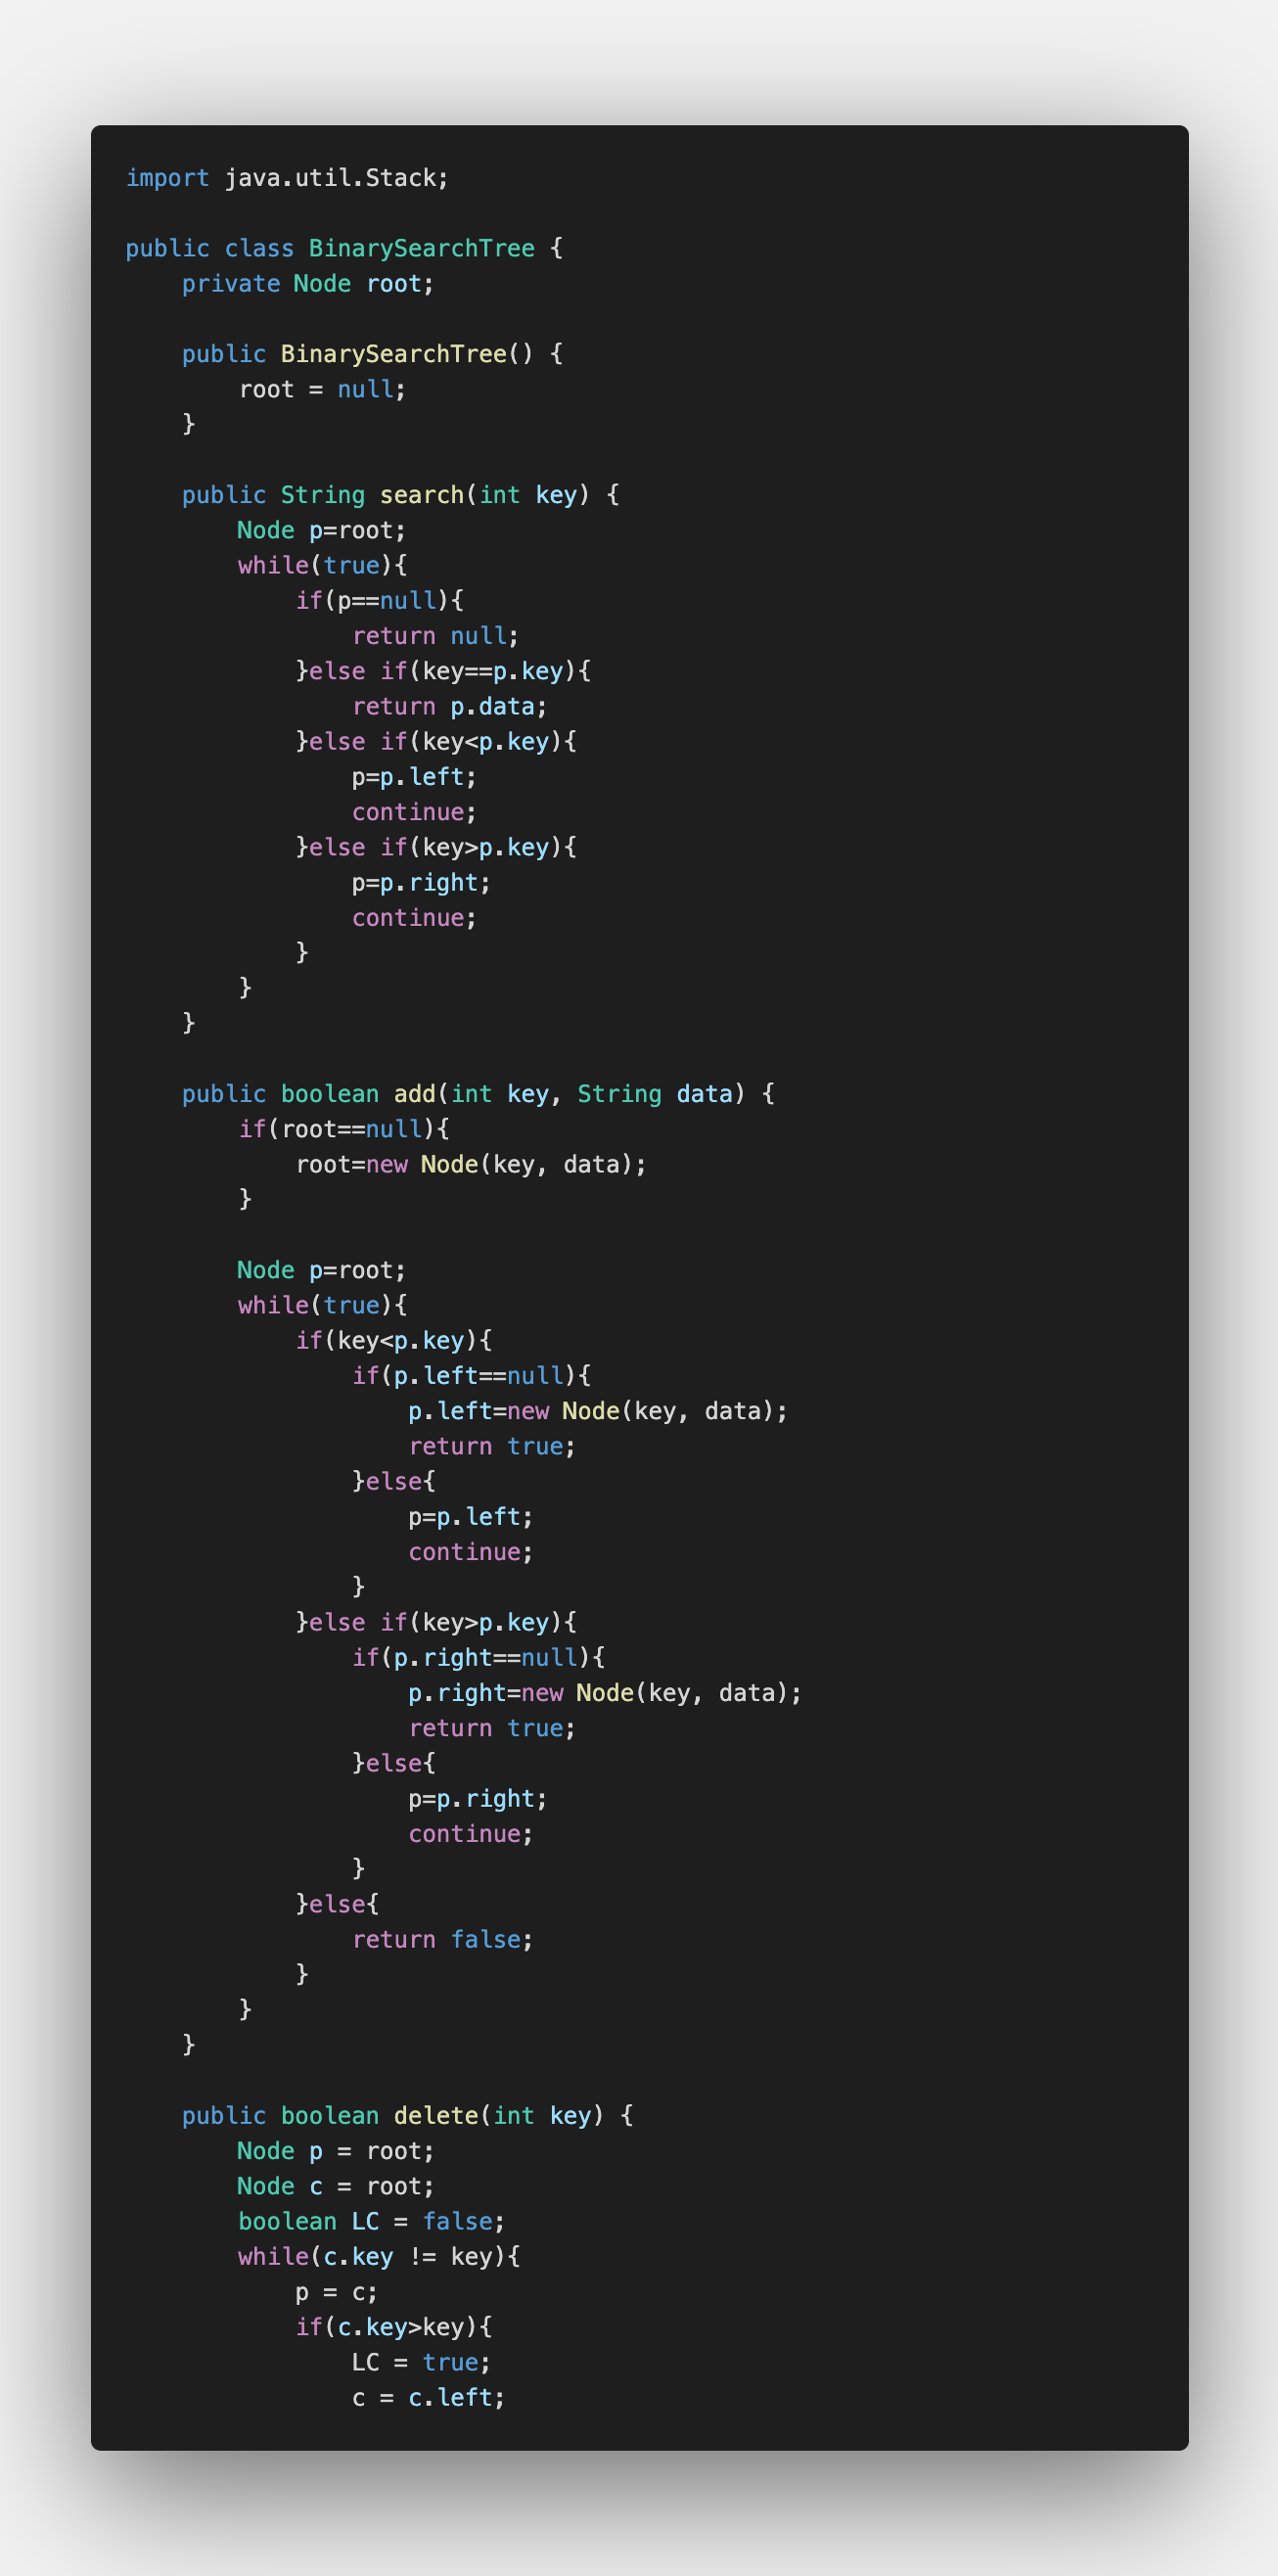 import java.util.Stack;

public class BinarySearchTree {
    private Node root;

    public BinarySearchTree() {
        root = null;
    }

    public String search(int key) {
        Node p=root;
        while(true){
            if(p==null){
                return null;
            }else if(key==p.key){
                return p.data;
            }else if(key<p.key){
                p=p.left;
                continue;
            }else if(key>p.key){
                p=p.right;
                continue;
            }
        }
    }

    public boolean add(int key, String data) {
        if(root==null){
            root=new Node(key, data);
        }

        Node p=root;
        while(true){
            if(key<p.key){
                if(p.left==null){
                    p.left=new Node(key, data);
                    return true;
                }else{
                    p=p.left;
                    continue;
                }
            }else if(key>p.key){
                if(p.right==null){
                    p.right=new Node(key, data);
                    return true;
                }else{
                    p=p.right;
                    continue;
                }
            }else{
                return false;
            }
        }
    }

    public boolean delete(int key) {
        Node p = root;
        Node c = root;
        boolean LC = false;
        while(c.key != key){
            p = c;
            if(c.key>key){
                LC = true;
                c = c.left;